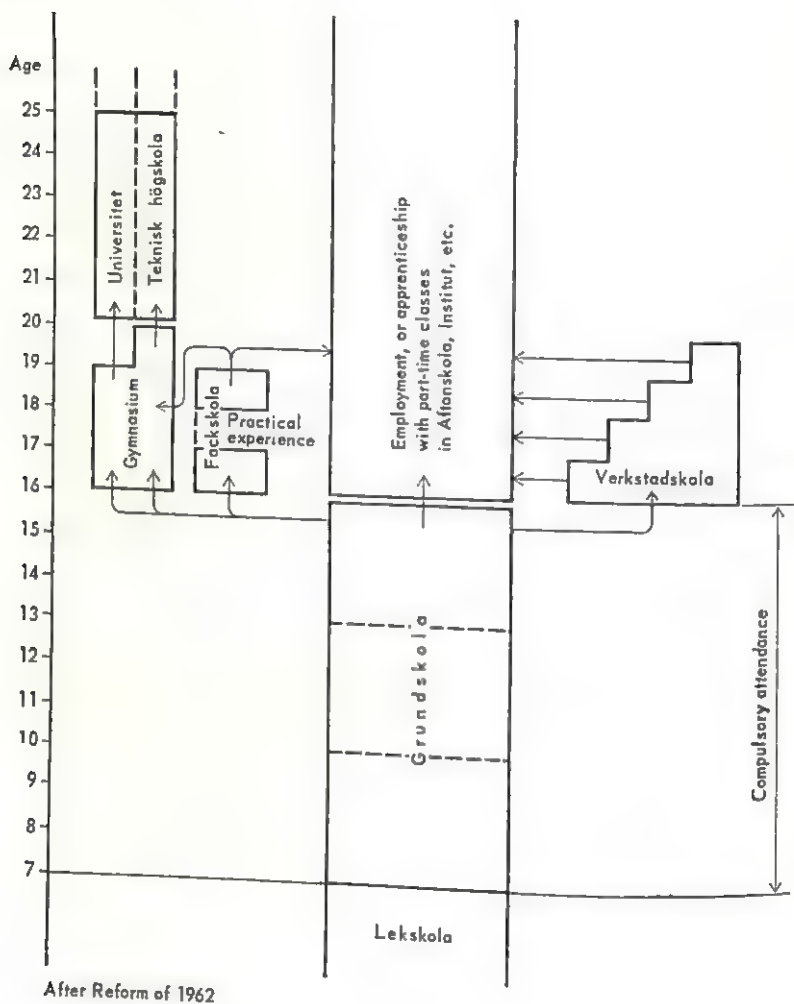 Age
25
24
23
22
21
20
19
18
17
16
15
14
13
12
11
10
9
8
7
Universitet
Teknisk högskola
Gymnasium
Fackskola
Practical
experience
Employment, or apprenticeship
with part-time classes
in Aftonskola, Institut, etc.
Verkstadskola
Grundskola
Compulsory attendance
Lekskola
After Reform of 1962